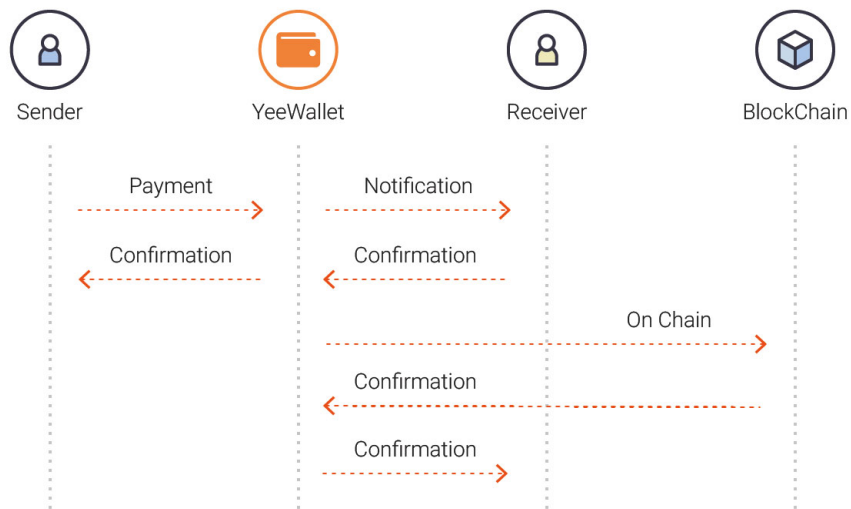 Sender
YeeWallet
Receiver
BlockChain
Payment
Notification
Confirmation
Confirmation
On Chain
Confirmation
Confirmation